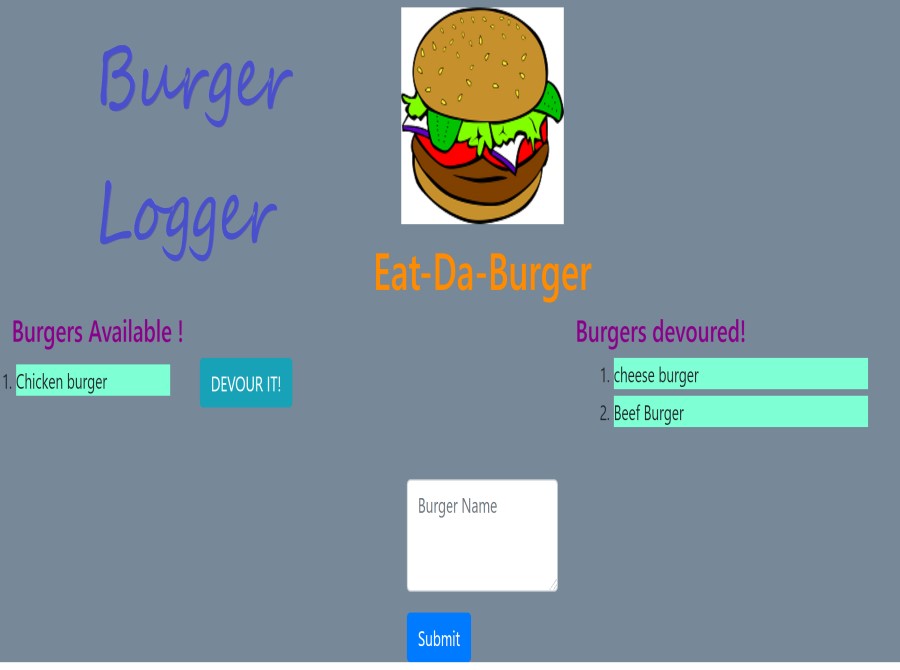 Burger
Logger
Eat-Da-Burger
Burgers Available !
1. Chicken burger
DEVOUR IT!
Burgers devoured!
1. cheese burger
2. Beef Burger
Burger Name
Submit